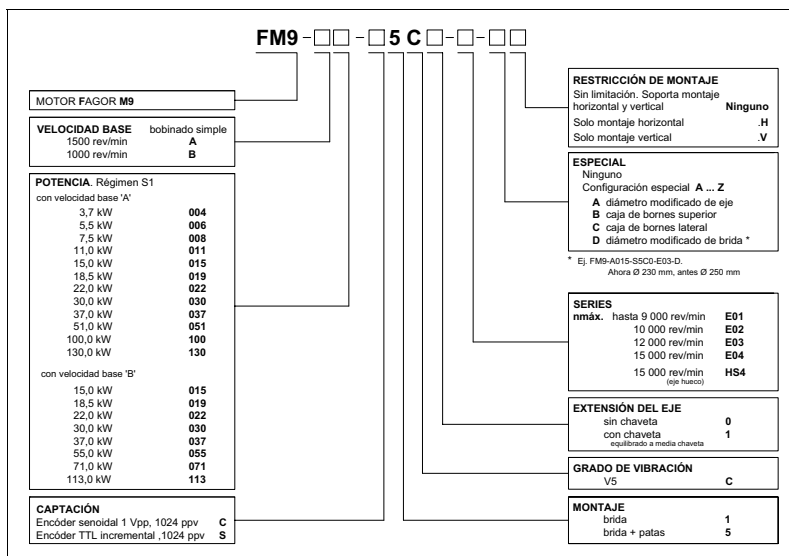 FM9-□□-□5C□-□-□□
MOTOR FAGOR M9
VELOCIDAD BASE bobinado simple
1500 rev/min A
1000 rev/min B
POTENCIA. Régimen S1
con velocidad base 'A'
3,7 kW 004
5,5 kW 006
7,5 kW 008
11,0 kW 011
15,0 kW 015
18,5 kW 019
22,0 kW 022
30,0 kW 030
37,0 kW 037
51,0 kW 051
100,0 kW 100
130,0 kW 130
con velocidad base 'B'
15,0 kW 015
18,5 kW 019
22,0 kW 022
30,0 kW 030
37,0 kW 037
55,0 kW 055
71,0 kW 071
113,0 kW 113
CAPTACIÓN
Encóder senoidal 1 Vpp, 1024 ppv C
Encóder TTL incremental ,1024 ppv S
RESTRICCIÓN DE MONTAJE
Sin limitación. Soporta montaje
horizontal y vertical Ninguno
Solo montaje horizontal .H
Solo montaje vertical .V
ESPECIAL
Ninguno
Configuración especial A ... Z
A diámetro modificado de eje
B caja de bornes superior
C caja de bornes lateral
D diámetro modificado de brida *
* Ej. FM9-A015-S5C0-E03-D.
Ahora Ø 230 mm, antes Ø 250 mm
SERIES
nmáx. hasta 9 000 rev/min E01
10 000 rev/min E02
12 000 rev/min E03
15 000 rev/min E04
15 000 rev/min HS4
(eje hueco)
EXTENSIÓN DEL EJE
sin chaveta 0
con chaveta 1
equilibrado a media chaveta
GRADO DE VIBRACIÓN
V5 C
MONTAJE
brida 1
brida + patas 5